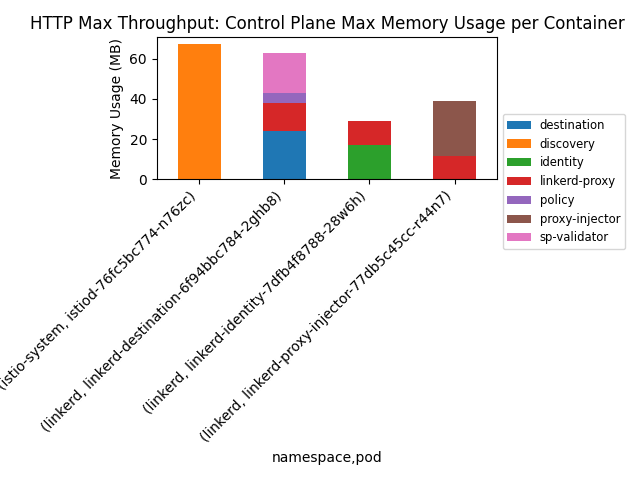 HTTP Max Throughput: Control Plane Max Memory Usage per Container
Memory Usage (MB)
60
40
20
0
(istio-system, istiod-76fc5bc774-n76zc)
(linkerd, linkerd-destination-6f94bbc784-2ghb8)
(linkerd, linkerd-identity-7dfb4f8788-28w6h)
(linkerd, linkerd-proxy-injector-77db5c45cc-r44n7)
namespace,pod
destination
discovery
identity
linkerd-proxy
policy
proxy-injector
sp-validator